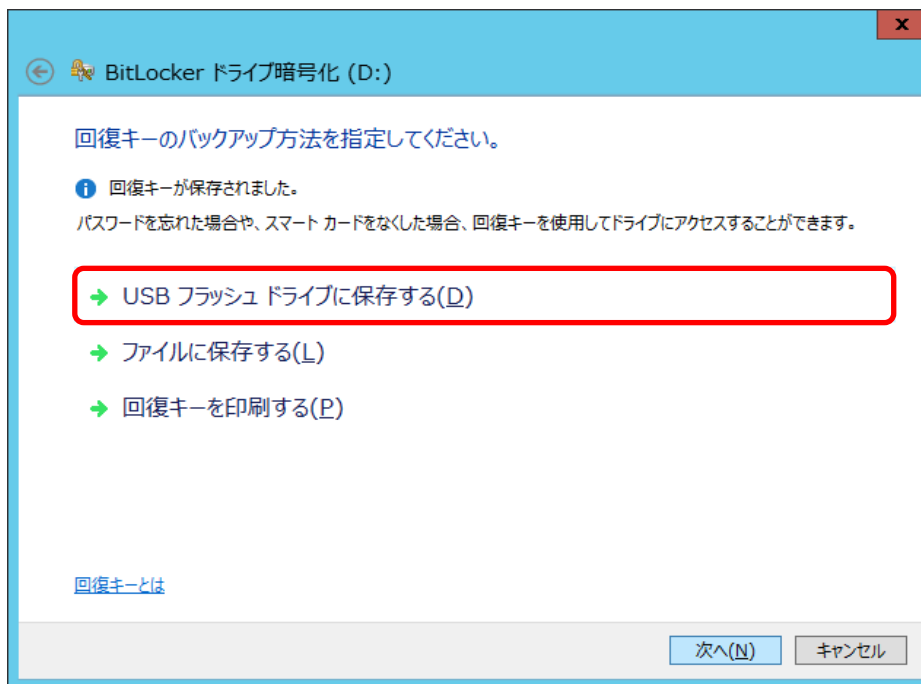 x
BitLocker ドライブ暗号化 (D:)
回復キーのバックアップ方法を指定してください。
回復キーが保存されました。
パスワードを忘れた場合や、スマート カードをなくした場合、回復キーを使用してドライブにアクセスすることができます。
USB フラッシュ ドライブに保存する(D)
ファイルに保存する(L)
回復キーを印刷する(P)
回復キーとは
次へ(N)
キャンセル